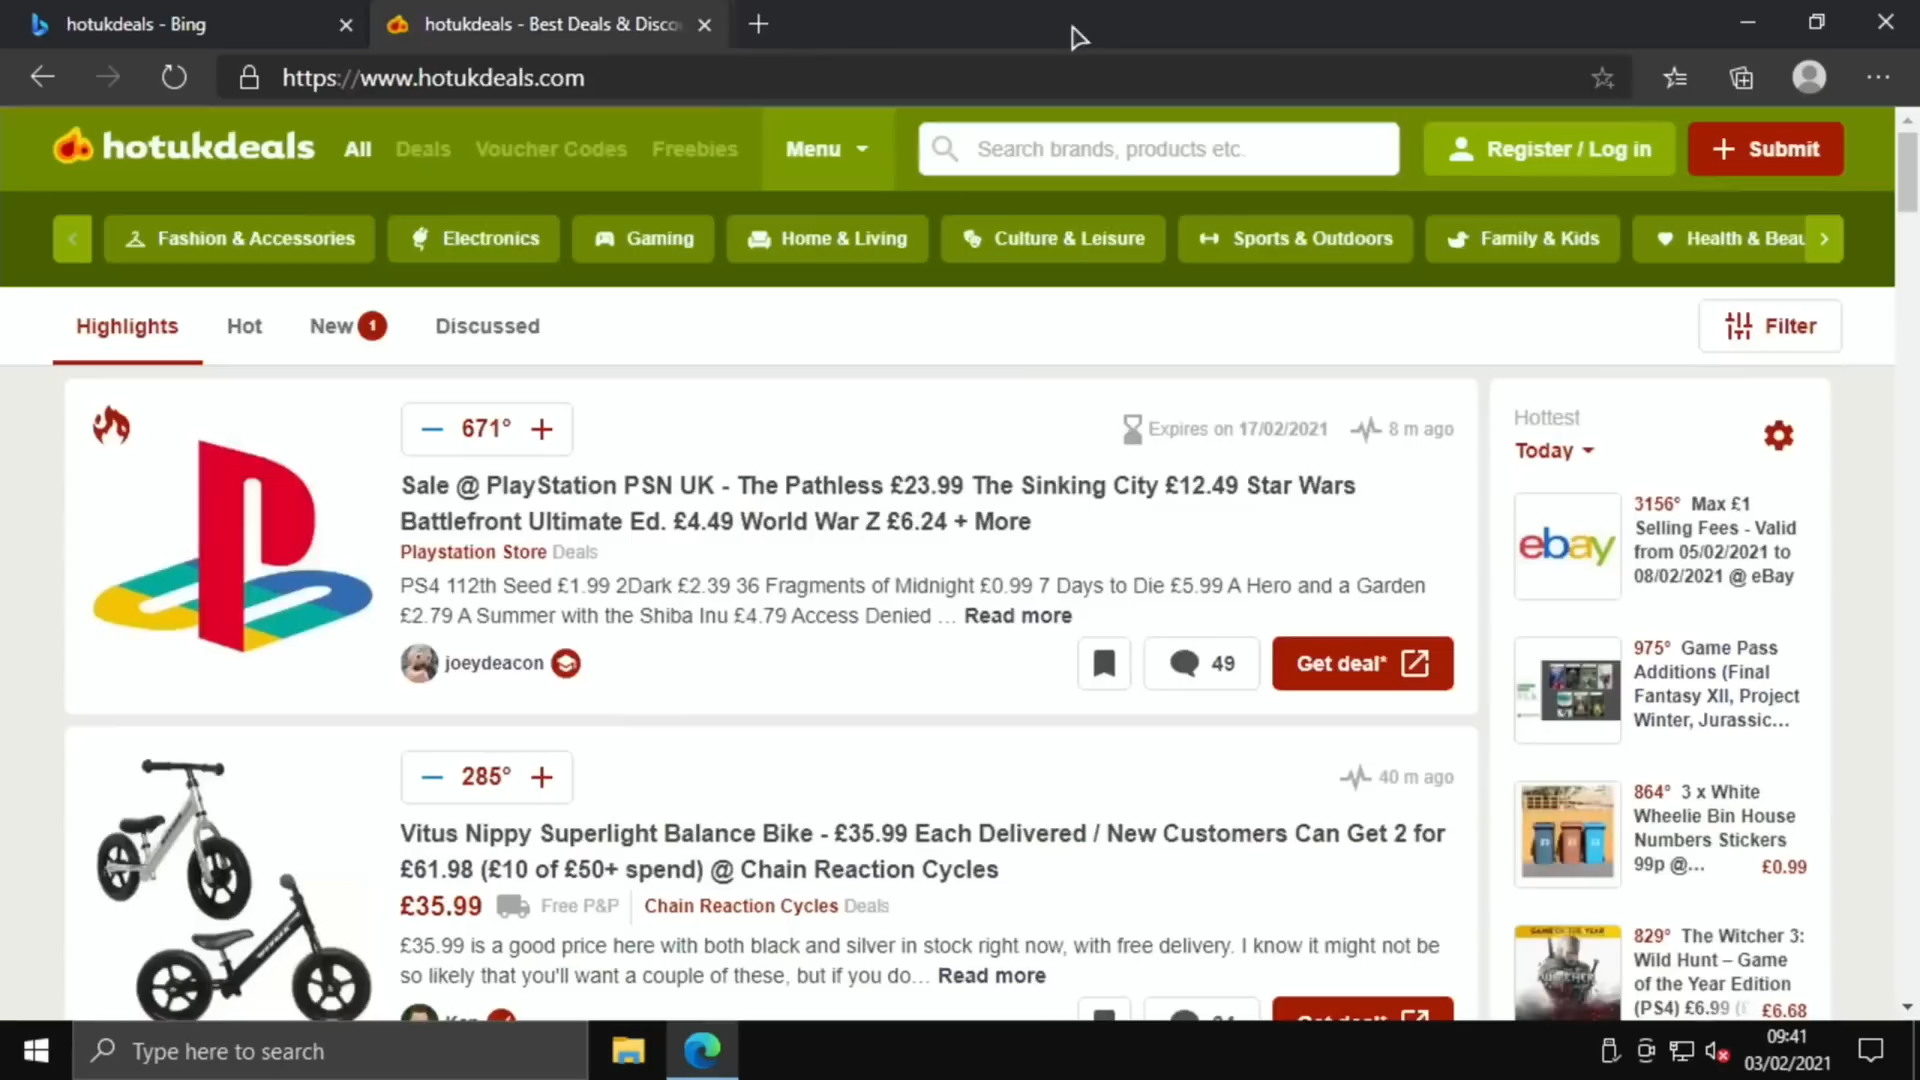 hotukdeals - Bing
hotukdeals - Best Deals & Disco
https://www.hotukdeals.com
hotukdeals
All
Deals
Voucher Codes
Freebies
Menu
Search brands, products etc.
Register / Log in
Submit
Fashion & Accessories
Electronics
Gaming
Home & Living
Culture & Leisure
Sports & Outdoors
Family & Kids
Health & Beau
Highlights
Hot
New 1
Discussed
Filter
671°
Expires on 17/02/2021
8 m ago
Sale @ PlayStation PSN UK - The Pathless £23.99 The Sinking City £12.49 Star Wars
Battlefront Ultimate Ed. £4.49 World War Z £6.24 + More
Playstation Store Deals
PS4 112th Seed £1.99 2Dark £2.39 36 Fragments of Midnight £0.99 7 Days to Die £5.99 A Hero and a Garden
£2.79 A Summer with the Shiba Inu £4.79 Access Denied ... Read more
joeydeacon
49
Get deal*
285°
40 m ago
Vitus Nippy Superlight Balance Bike - £35.99 Each Delivered / New Customers Can Get 2 for
£61.98 (£10 of £50+ spend) @ Chain Reaction Cycles
£35.99
Free P&P
Chain Reaction Cycles Deals
£35.99 is a good price here with both black and silver in stock right now, with free delivery. I know it might not be
so likely that you'll want a couple of these, but if you do... Read more
Get deal*
Hottest
Today
ebay
3156° Max £1
Selling Fees - Valid
from 05/02/2021 to
08/02/2021 @ eBay
975° Game Pass
Additions (Final
Fantasy XII, Project
Winter, Jurassic...
864° 3 x White
Wheelie Bin House
Numbers Stickers
99p @...
£0.99
GAME OF THE YEAR
829° The Witcher 3:
Wild Hunt – Game
of the Year Edition
(PS4) £6.99
£6.68
Type here to search
09:41
03/02/2021